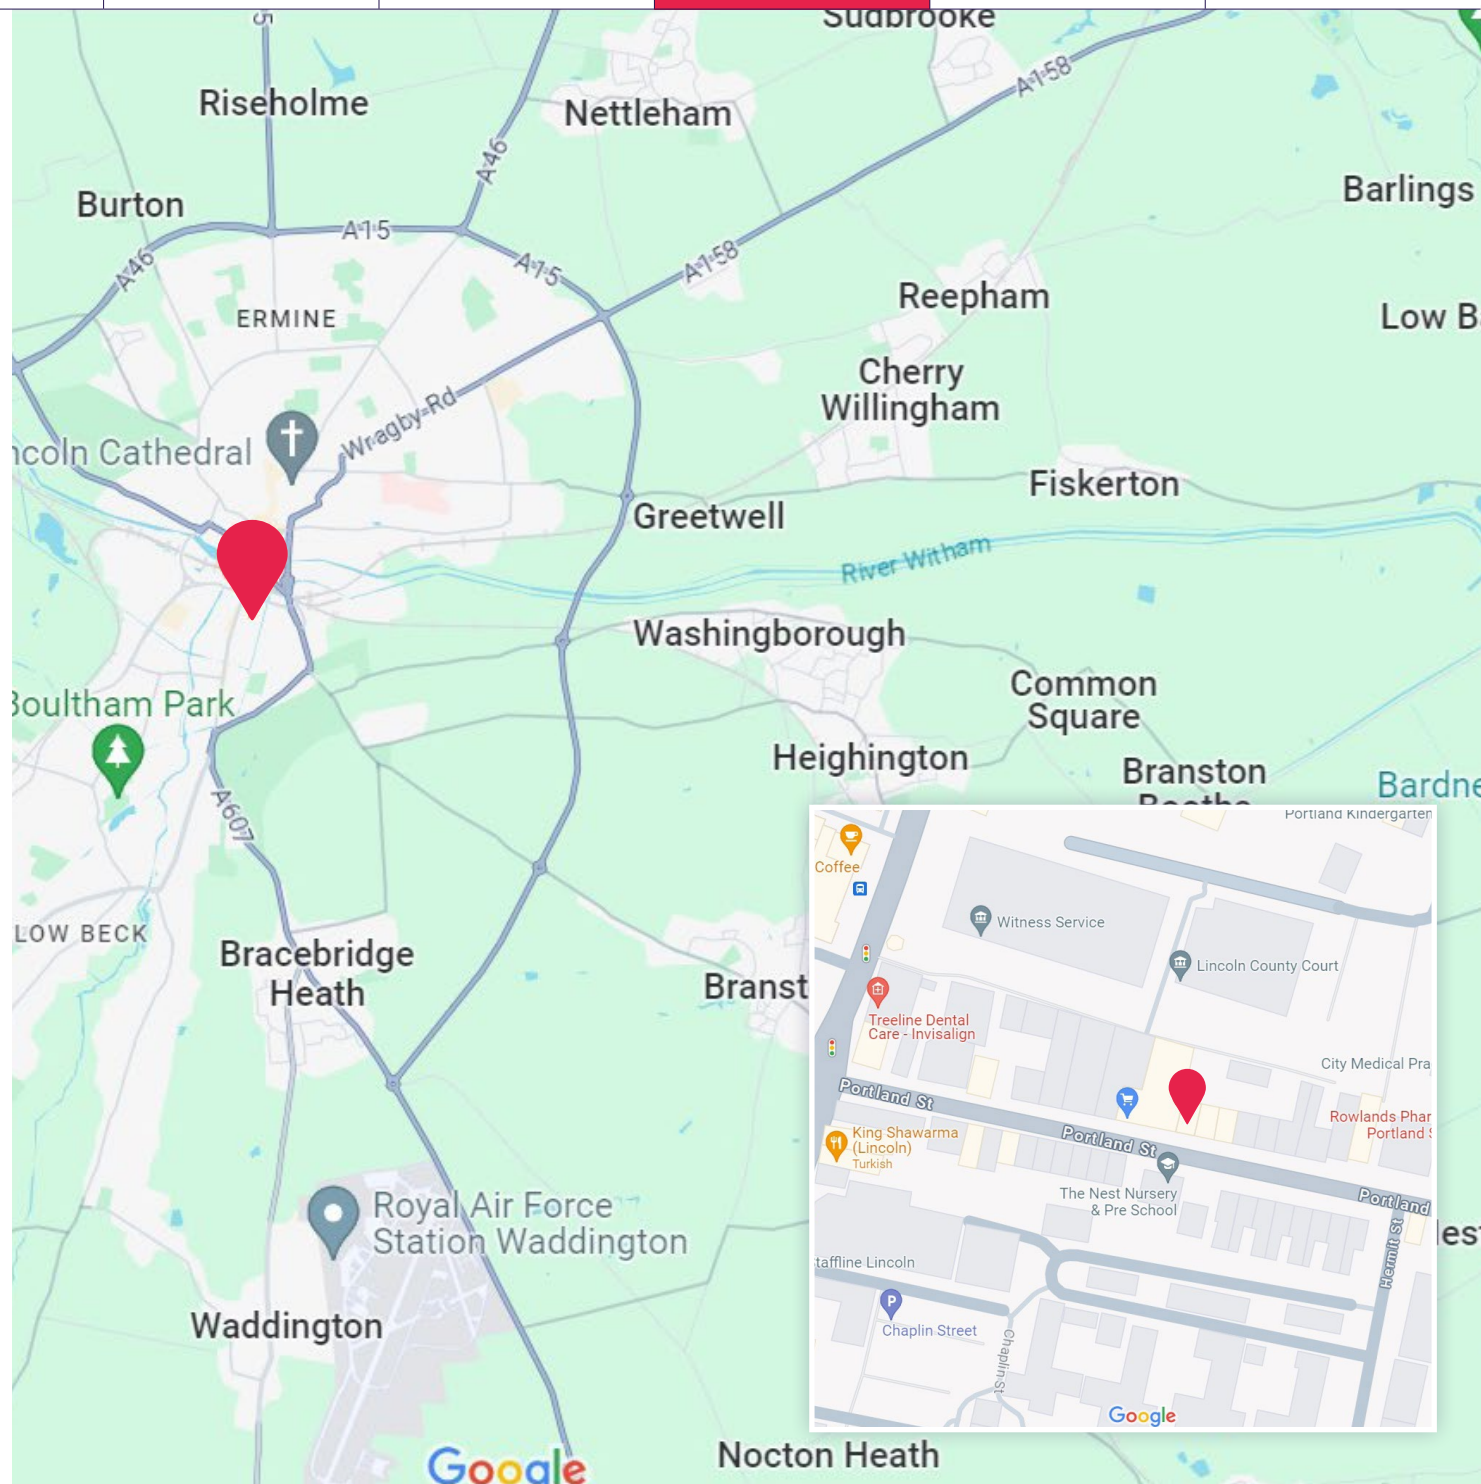 5
Sudbrooke
A158
Riseholme
Nettleham
A46
Barlings
Burton
A15
A46
A15
A158
Reepham
ERMINE
Low B
Cherry
Willingham
Wragby Rd
ncoln Cathedral
Fiskerton
Greetwell
River Witham
Washingborough
Common
Square
Boultham Park
Heighington
Branston
Booths
Bardne
A607
LOW BECK
Bracebridge
Heath
Branst
Royal Air Force
Station Waddington
Waddington
Nocton Heath
Google
Portland Kindergarten
Coffee
Witness Service
Lincoln County Court
Treeline Dental
Care - Invisalign
City Medical Pra
Portland St
Rowlands Phar
Portland S
King Shawarma
(Lincoln)
Turkish
Portland St
The Nest Nursery
& Pre School
Portland
Hermit St
les
taffline Lincoln
P
Chaplin Street
Chaplin St
Google